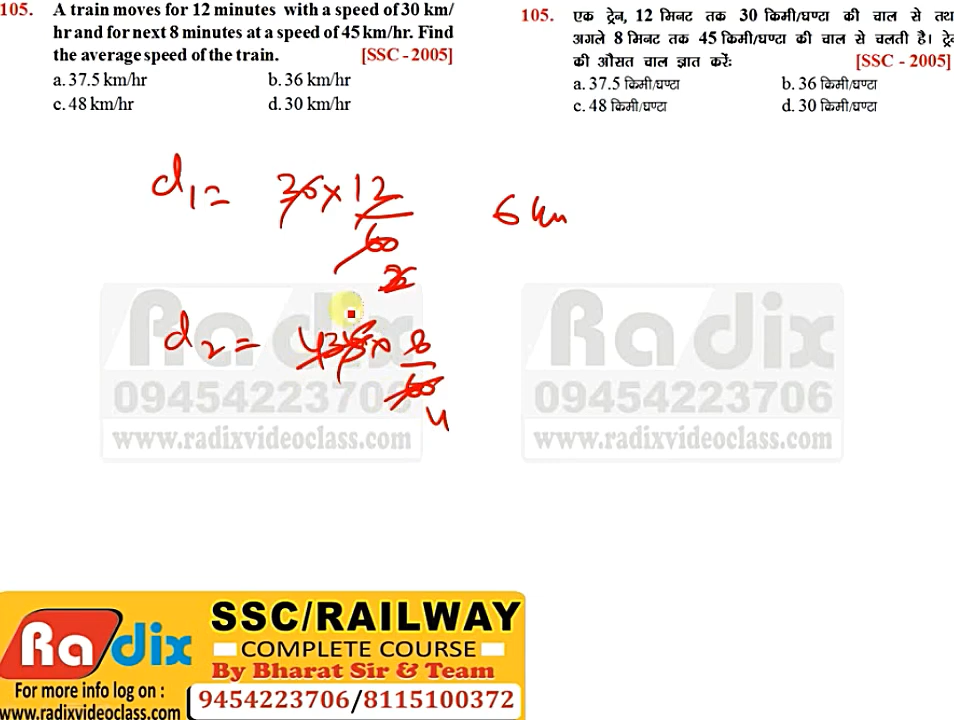 105. A train moves for 12 minutes with a speed of 30 km/
hr and for next 8 minutes at a speed of 45 km/hr. Find
the average speed of the train. [SSC - 2005]
a. 37.5 km/hr b. 36 km/hr
c. 48 km/hr d. 30 km/hr
105. एक ट्रेन, 12 मिनट तक 30 किमी/घण्टा की चाल से तथ
अगले 8 मिनट तक 45 किमी/घण्टा की चाल से चलती है। ट्रे
की औसत चाल ज्ञात करेंः [SSC - 2005]
a. 37.5 किमी/घण्टा b. 36 किमी/घण्टा
c. 48 किमी/घण्टा d. 30 किमी/घण्टा
d1 = × 12
60
6 km
d2 = × 8
60
4
Radix
09454223706
www.radixvideoclass.com
Radix
09454223706
www.radixvideoclass.com
Radix
For more info log on :
www.radixvideoclass.com
SSC/RAILWAY
COMPLETE COURSE
By Bharat Sir & Team
9454223706/8115100372